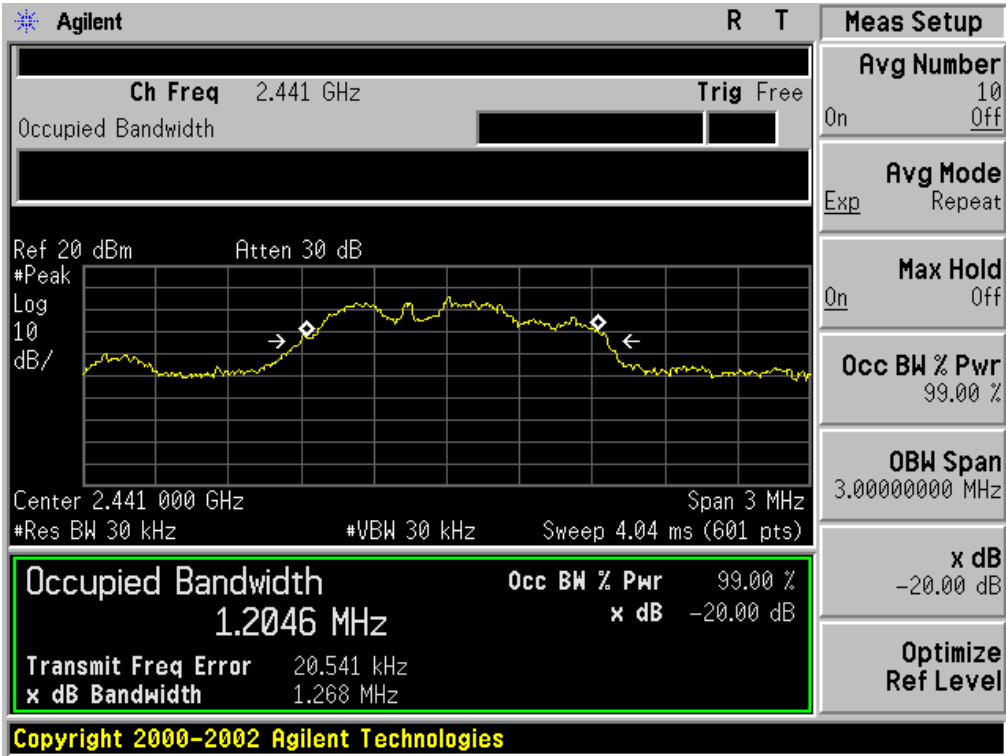 Agilent R T
Ch Freq 2.441 GHz Trig Free
Occupied Bandwidth
Ref 20 dBm Atten 30 dB
#Peak
Log
10
dB/
Center 2.441 000 GHz Span 3 MHz
#Res BW 30 kHz #VBW 30 kHz Sweep 4.04 ms (601 pts)
Occupied Bandwidth
1.2046 MHz
Occ BW % Pwr 99.00 %
x dB -20.00 dB
Transmit Freq Error 20.541 kHz
x dB Bandwidth 1.268 MHz
Copyright 2000-2002 Agilent Technologies
Meas Setup
Avg Number
10
On Off
Avg Mode
Exp Repeat
Max Hold
On Off
Occ BW % Pwr
99.00 %
OBW Span
3.00000000 MHz
x dB
-20.00 dB
Optimize
Ref Level